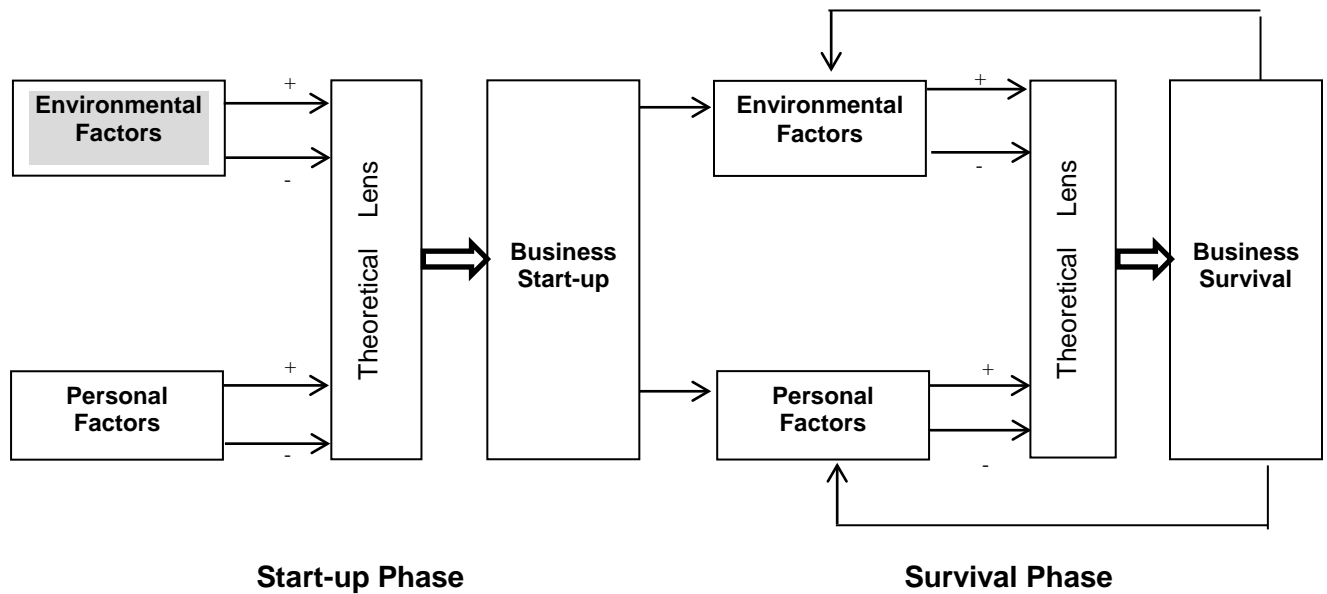 Environmental
Factors
+
-
Personal
Factors
+
-
Theoretical Lens
Business
Start-up
Environmental
Factors
+
-
Personal
Factors
+
-
Theoretical Lens
Business
Survival
Start-up Phase
Survival Phase